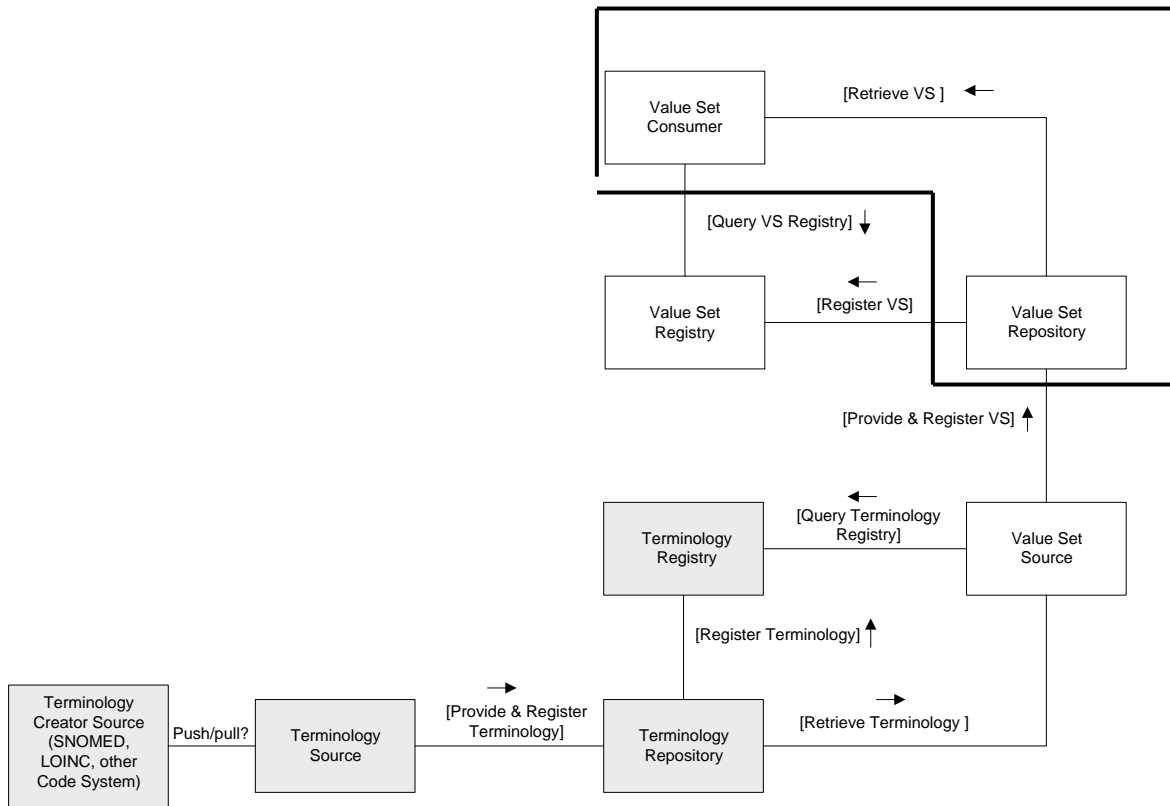 [Retrieve VS ]
Value Set
Consumer
[Query VS Registry]
Value Set
Registry
[Register VS]
Value Set
Repository
[Provide & Register VS]
Terminology
Registry
[Query Terminology
Registry]
Value Set
Source
[Register Terminology]
Terminology
Creator Source
(SNOMED,
LOINC, other
Code System)
Push/pull?
Terminology
Source
[Provide & Register
Terminology]
Terminology
Repository
[Retrieve Terminology ]